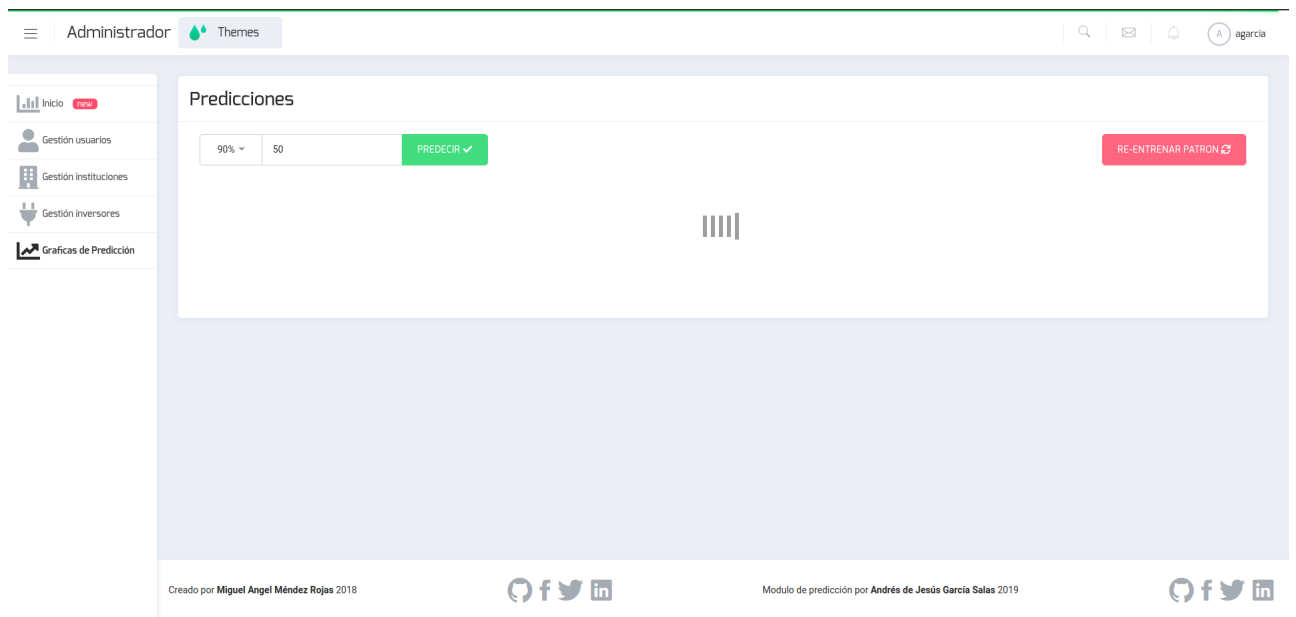 Administrador
Themes
A
agarcia
Inicio
new
Gestión usuarios
Gestión instituciones
Gestión inversores
Graficas de Predicción
Predicciones
90%
50
PREDECIR
RE-ENTRENAR PATRON
Creado por Miguel Angel Méndez Rojas 2018
Modulo de predicción por Andrés de Jesús García Salas 2019